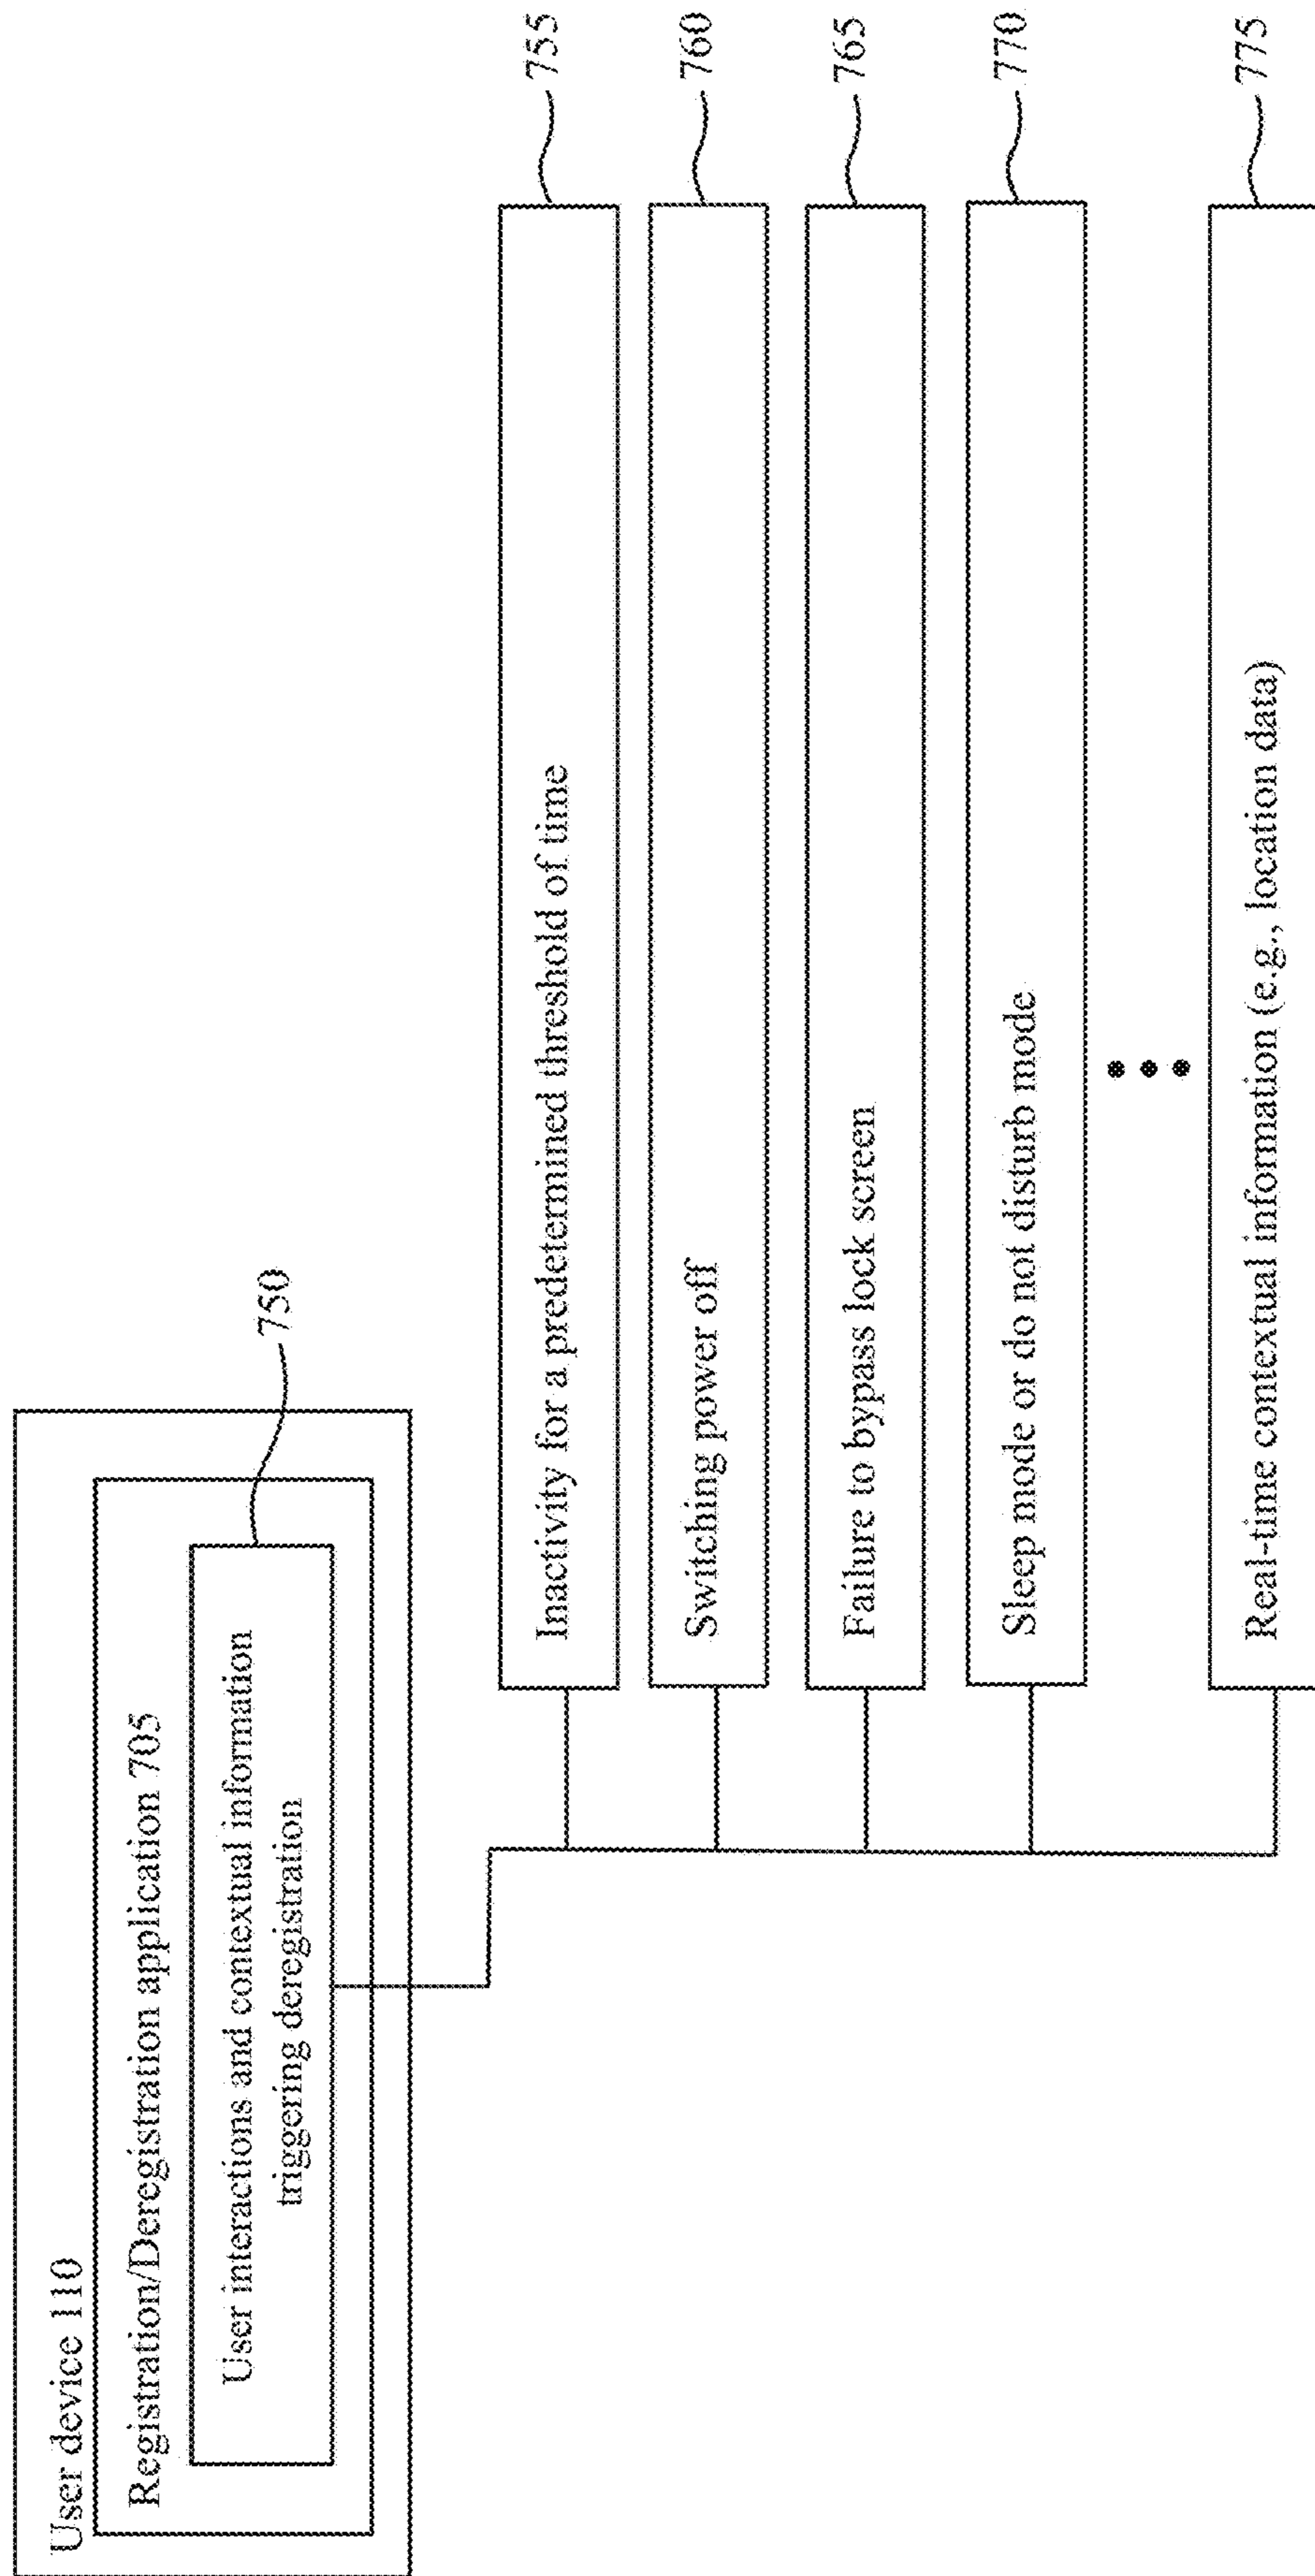 User device 110
Registration/Deregistration application 705
User interactions and contextual information
triggering deregistration
750
Inactivity for a predetermined threshold of time
755
Switching power off
760
Failure to bypass lock screen
765
Sleep mode or do not disturb mode
770
Real-time contextual information (e.g., location data)
775